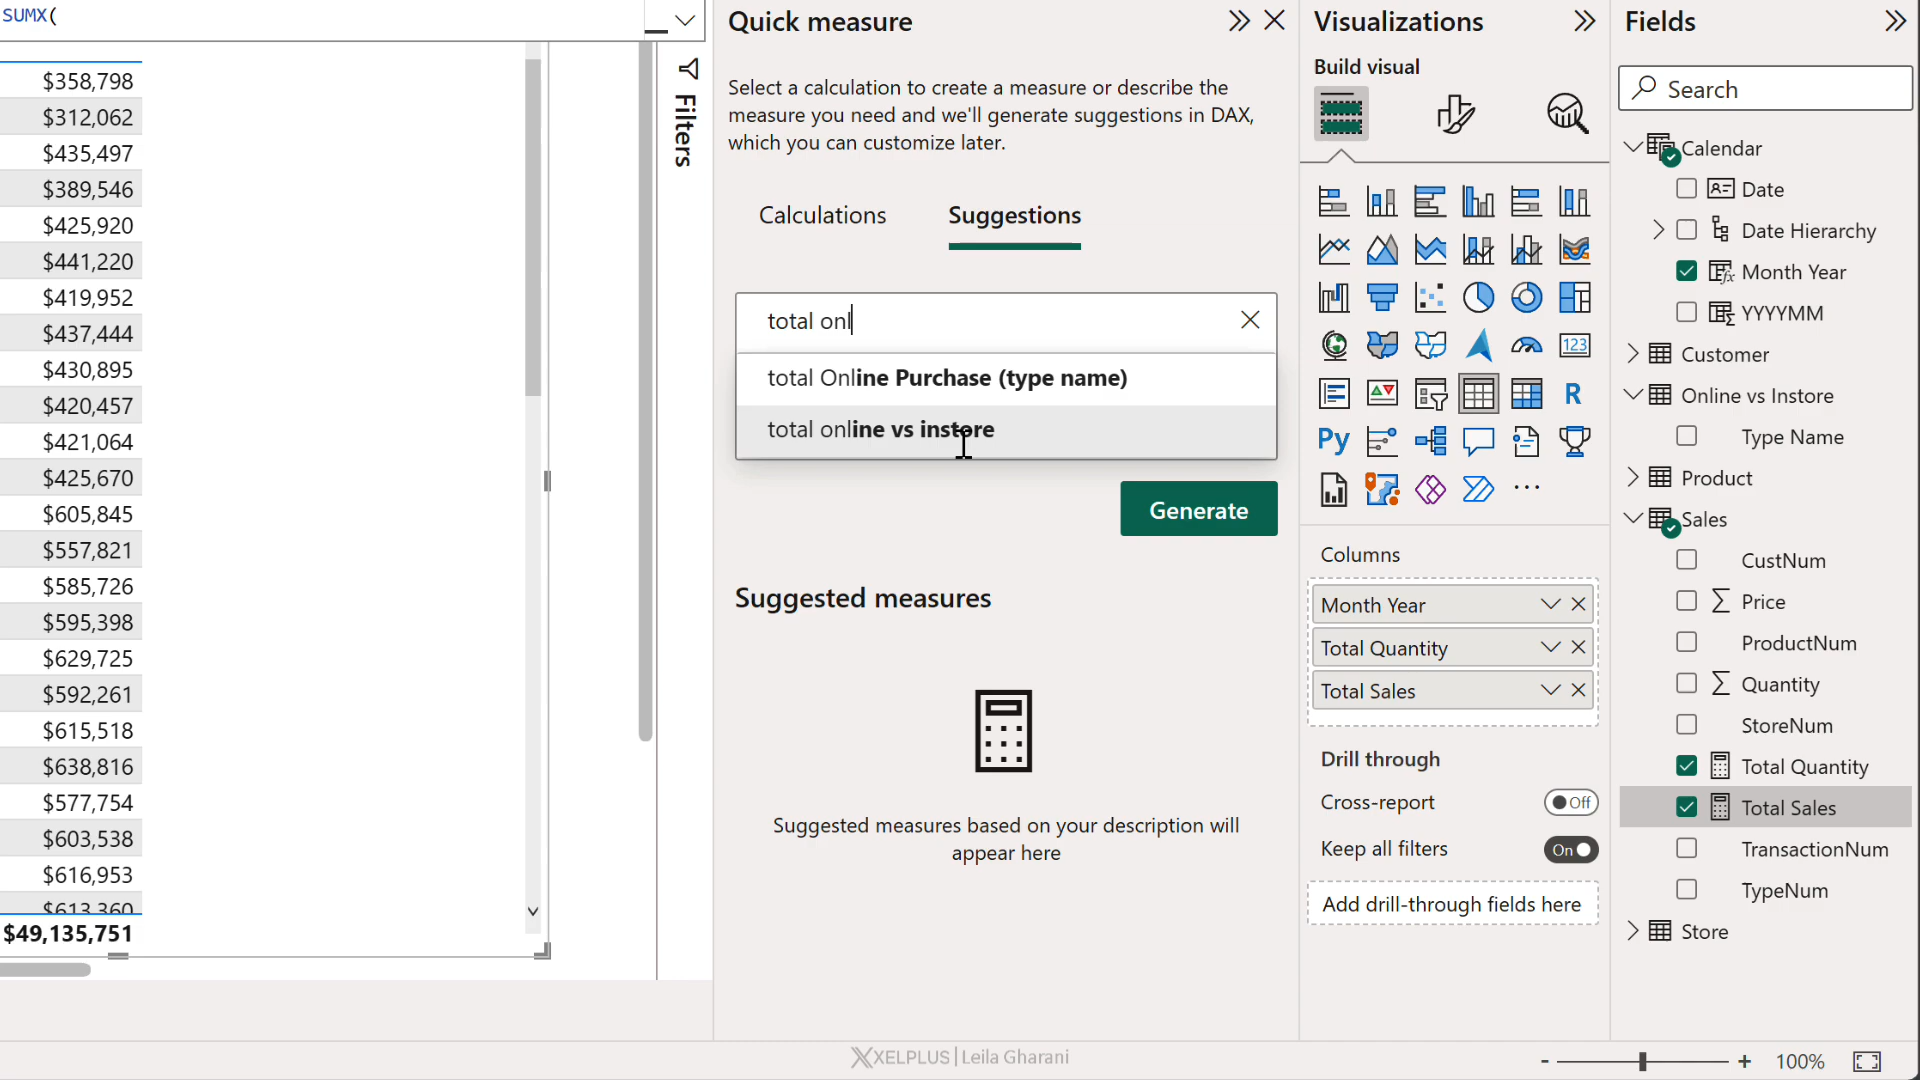 SUMX(
$358,798
$312,062
$435,497
$389,546
$425,920
$441,220
$419,952
$437,444
$430,895
$420,457
$421,064
$425,670
$605,845
$557,821
$585,726
$595,398
$629,725
$592,261
$615,518
$638,816
$577,754
$603,538
$616,953
$613,360
$49,135,751
Filters
Quick measure
Select a calculation to create a measure or describe the
measure you need and we'll generate suggestions in DAX,
which you can customize later.
Calculations
Suggestions
total onl
total Online Purchase (type name)
total online vs instore
Generate
Suggested measures
Suggested measures based on your description will
appear here
Visualizations
Build visual
123
R
Py
Columns
Month Year
Total Quantity
Total Sales
Drill through
Cross-report
Off
Keep all filters
On
Add drill-through fields here
Fields
Search
Calendar
Date
Date Hierarchy
Month Year
YYYYMM
Customer
Online vs Instore
Type Name
Product
Sales
CustNum
Price
ProductNum
Quantity
StoreNum
Total Quantity
Total Sales
TransactionNum
TypeNum
Store
XELPLUS | Leila Gharani
- + 100%